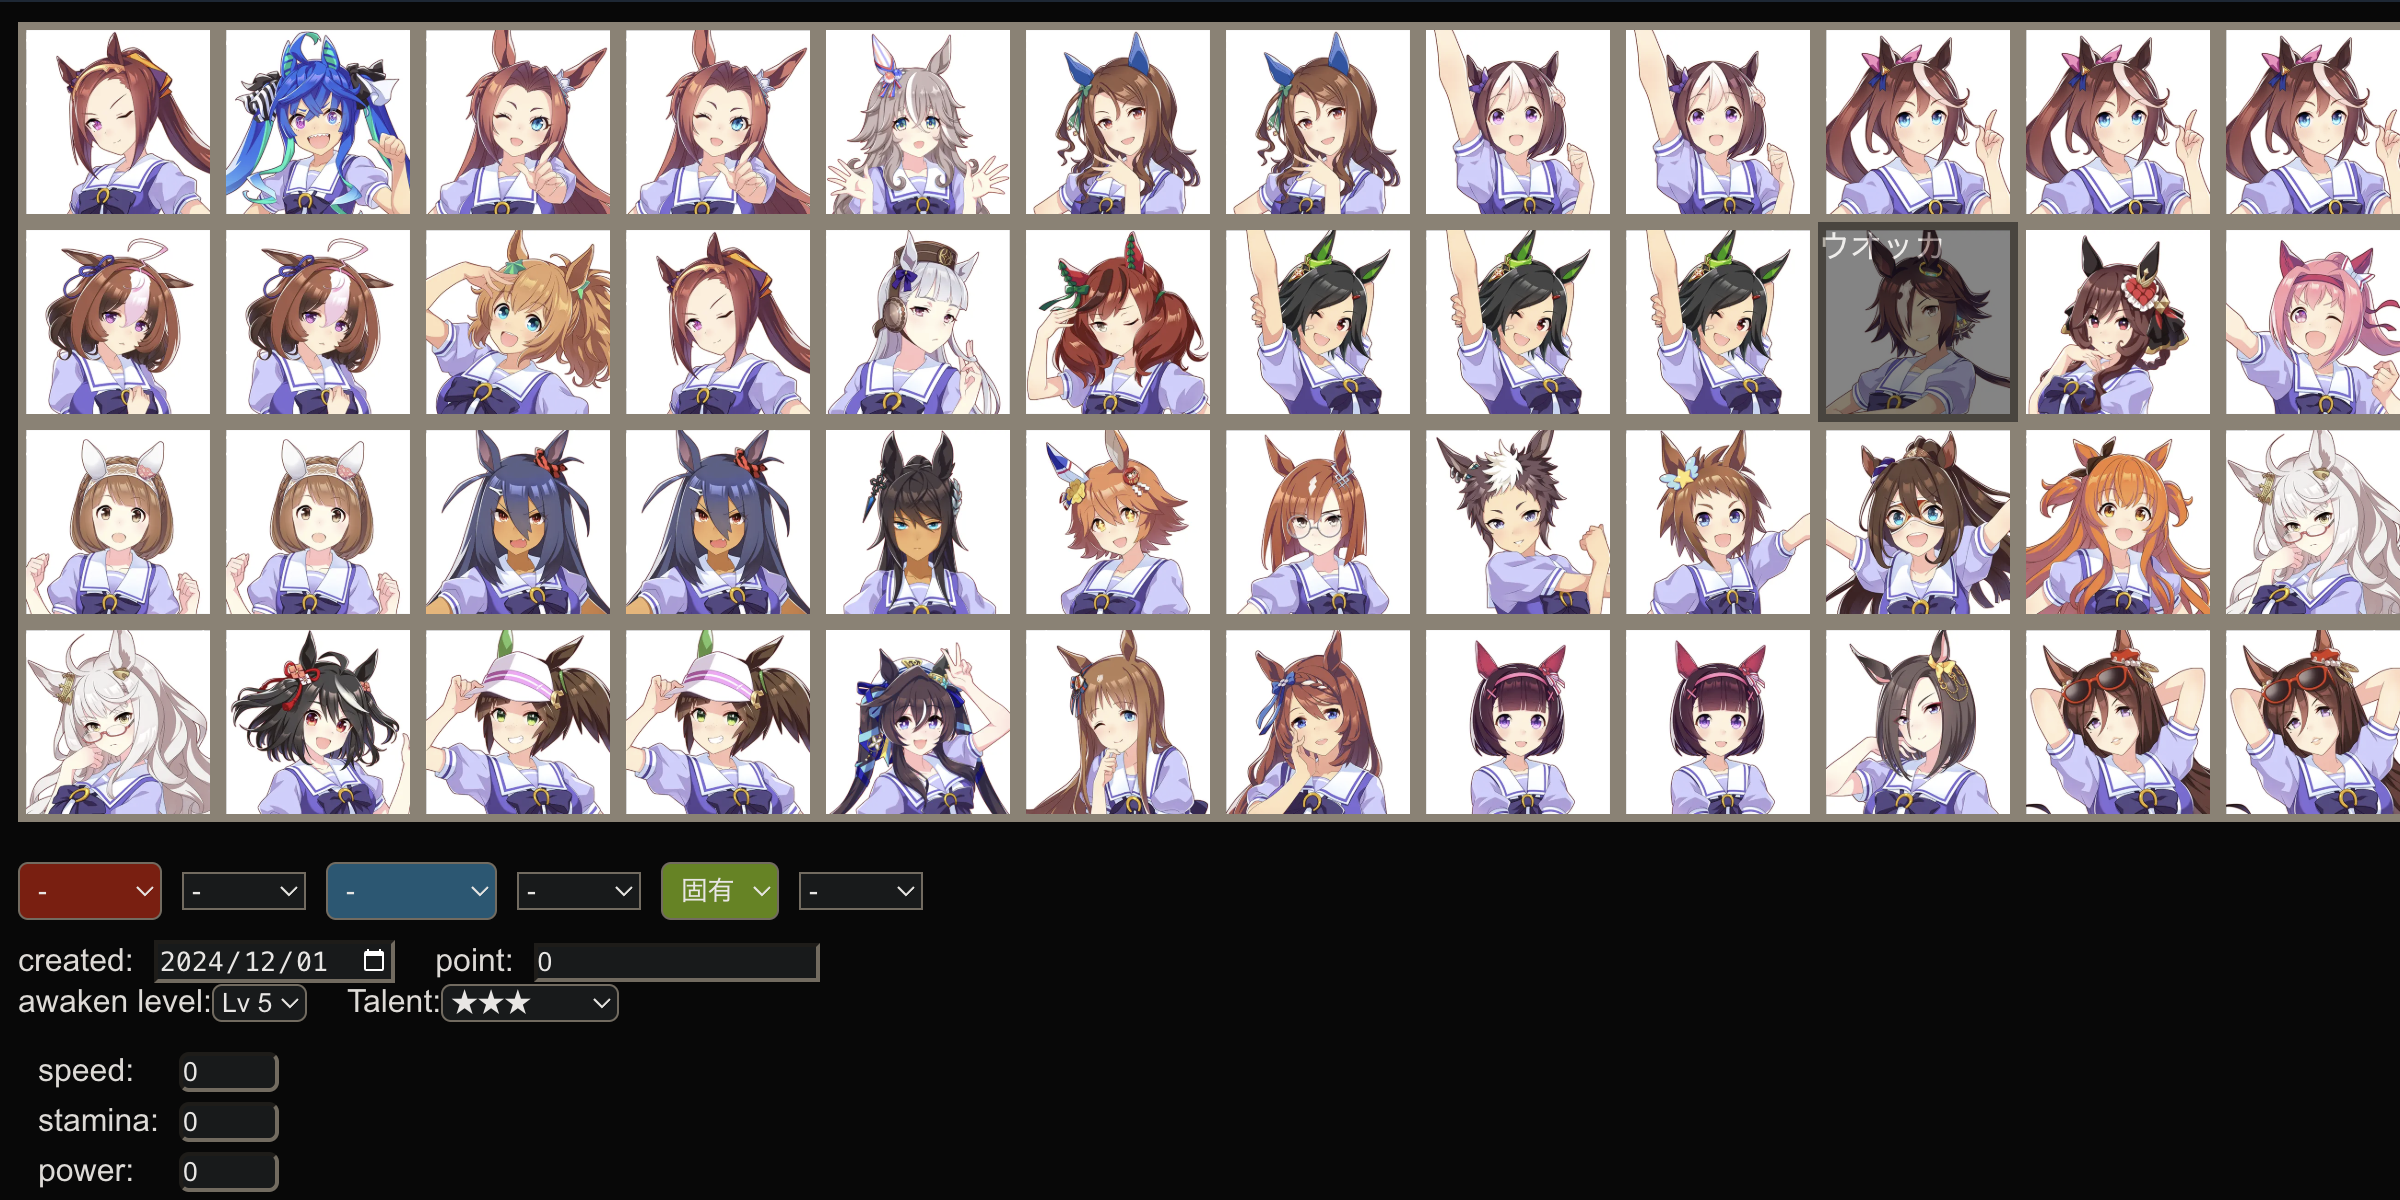 ウオッカ
- - - - 固有 -
created: 2024/12/01 point: 0
awaken level: Lv 5 Talent: ★★★
speed: 0
stamina: 0
power: 0